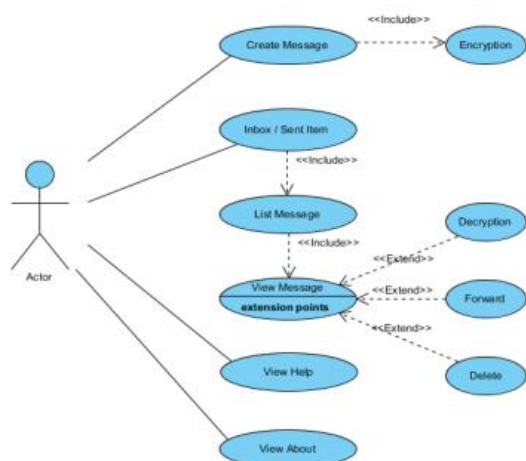 <<Include>>
Create Message
Encryption
Inbox / Sent Item
<<Include>>
List Message
Decryption
<<Include>>
<<Extend>>
View Message
extension points
<<Extend>>
Forward
<<Extend>>
Actor
View Help
Delete
View About